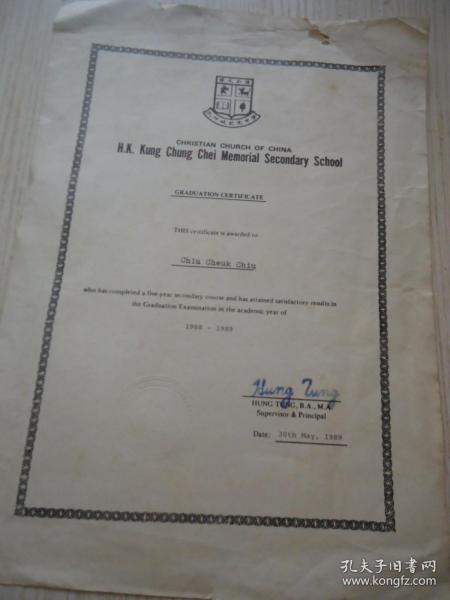 CHRISTIAN CHURCH OF CHINA
H.K. Kung Chung Chei Memorial Secondary School
GRADUATION CERTIFICATE
THIS certificate is awarded to
Chiu Cheuk Chiu
who has completed a five-year secondary course and has attained satisfactory results in
the Graduation Examination in the academic year of
1988 - 1989
Hung Tung
HUNG TUNG, B.A., M.A.
Supervisor & Principal
Date: 30th May, 1989
孔夫子旧书网
www.kongfz.com